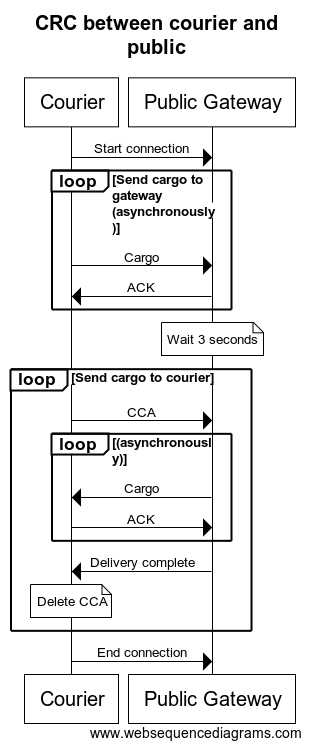 CRC between courier and
public
Courier
Public Gateway
Start connection
loop
[Send cargo to
gateway
(asynchronously
)]
Cargo
ACK
Wait 3 seconds
loop
[Send cargo to courier]
CCA
loop
[(asynchronousl
y)]
Cargo
ACK
Delivery complete
Delete CCA
End connection
Courier
Public Gateway
www.websequencediagrams.com